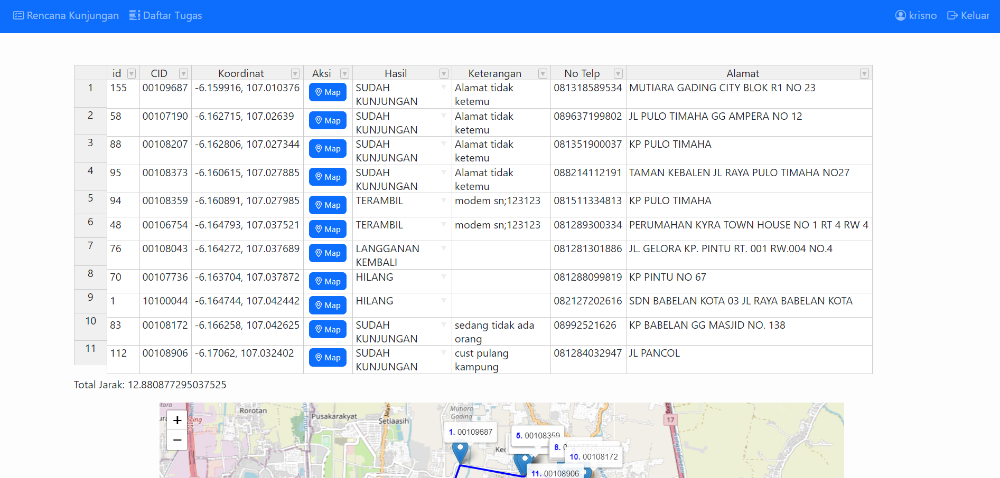 Rencana Kunjungan Daftar Tugas krisno Keluar
id CID Koordinat Aksi Hasil Keterangan No Telp Alamat
1 155 00109687 -6.159916, 107.010376 Map SUDAH KUNJUNGAN Alamat tidak ketemu 081318589534 MUTIARA GADING CITY BLOK R1 NO 23
2 58 00107190 -6.162715, 107.02639 Map SUDAH KUNJUNGAN Alamat tidak ketemu 089637199802 JL PULO TIMAHA GG AMPERA NO 12
3 88 00108207 -6.162806, 107.027344 Map SUDAH KUNJUNGAN Alamat tidak ketemu 081351900037 KP PULO TIMAHA
4 95 00108373 -6.160615, 107.027885 Map SUDAH KUNJUNGAN Alamat tidak ketemu 088214112191 TAMAN KEBALEN JL RAYA PULO TIMAHA NO27
5 94 00108359 -6.160891, 107.027985 Map TERAMBIL modem sn;123123 081511334813 KP PULO TIMAHA
6 48 00106754 -6.164793, 107.037521 Map TERAMBIL modem sn;123123 081289300334 PERUMAHAN KYRA TOWN HOUSE NO 1 RT 4 RW 4
7 76 00108043 -6.164272, 107.037689 Map LANGGANAN KEMBALI 081281301886 JL. GELORA KP. PINTU RT. 001 RW.004 NO.4
8 70 00107736 -6.163704, 107.037872 Map HILANG 081288099819 KP PINTU NO 67
9 1 10100044 -6.164744, 107.042442 Map HILANG 082127202616 SDN BABELAN KOTA 03 JL RAYA BABELAN KOTA
10 83 00108172 -6.166258, 107.042625 Map SUDAH KUNJUNGAN sedang tidak ada orang 08992521626 KP BABELAN GG MASJID NO. 138
11 112 00108906 -6.17062, 107.032402 Map SUDAH KUNJUNGAN cust pulang kampung 081284032947 JL PANCOL
Total Jarak: 12.880877295037525
+
−
Rorotan
Pusakarakyat
Setiaasih
Mutiara
Gading
17
1. 00109687
5. 00108359
8.
10. 00108172
11. 00108906